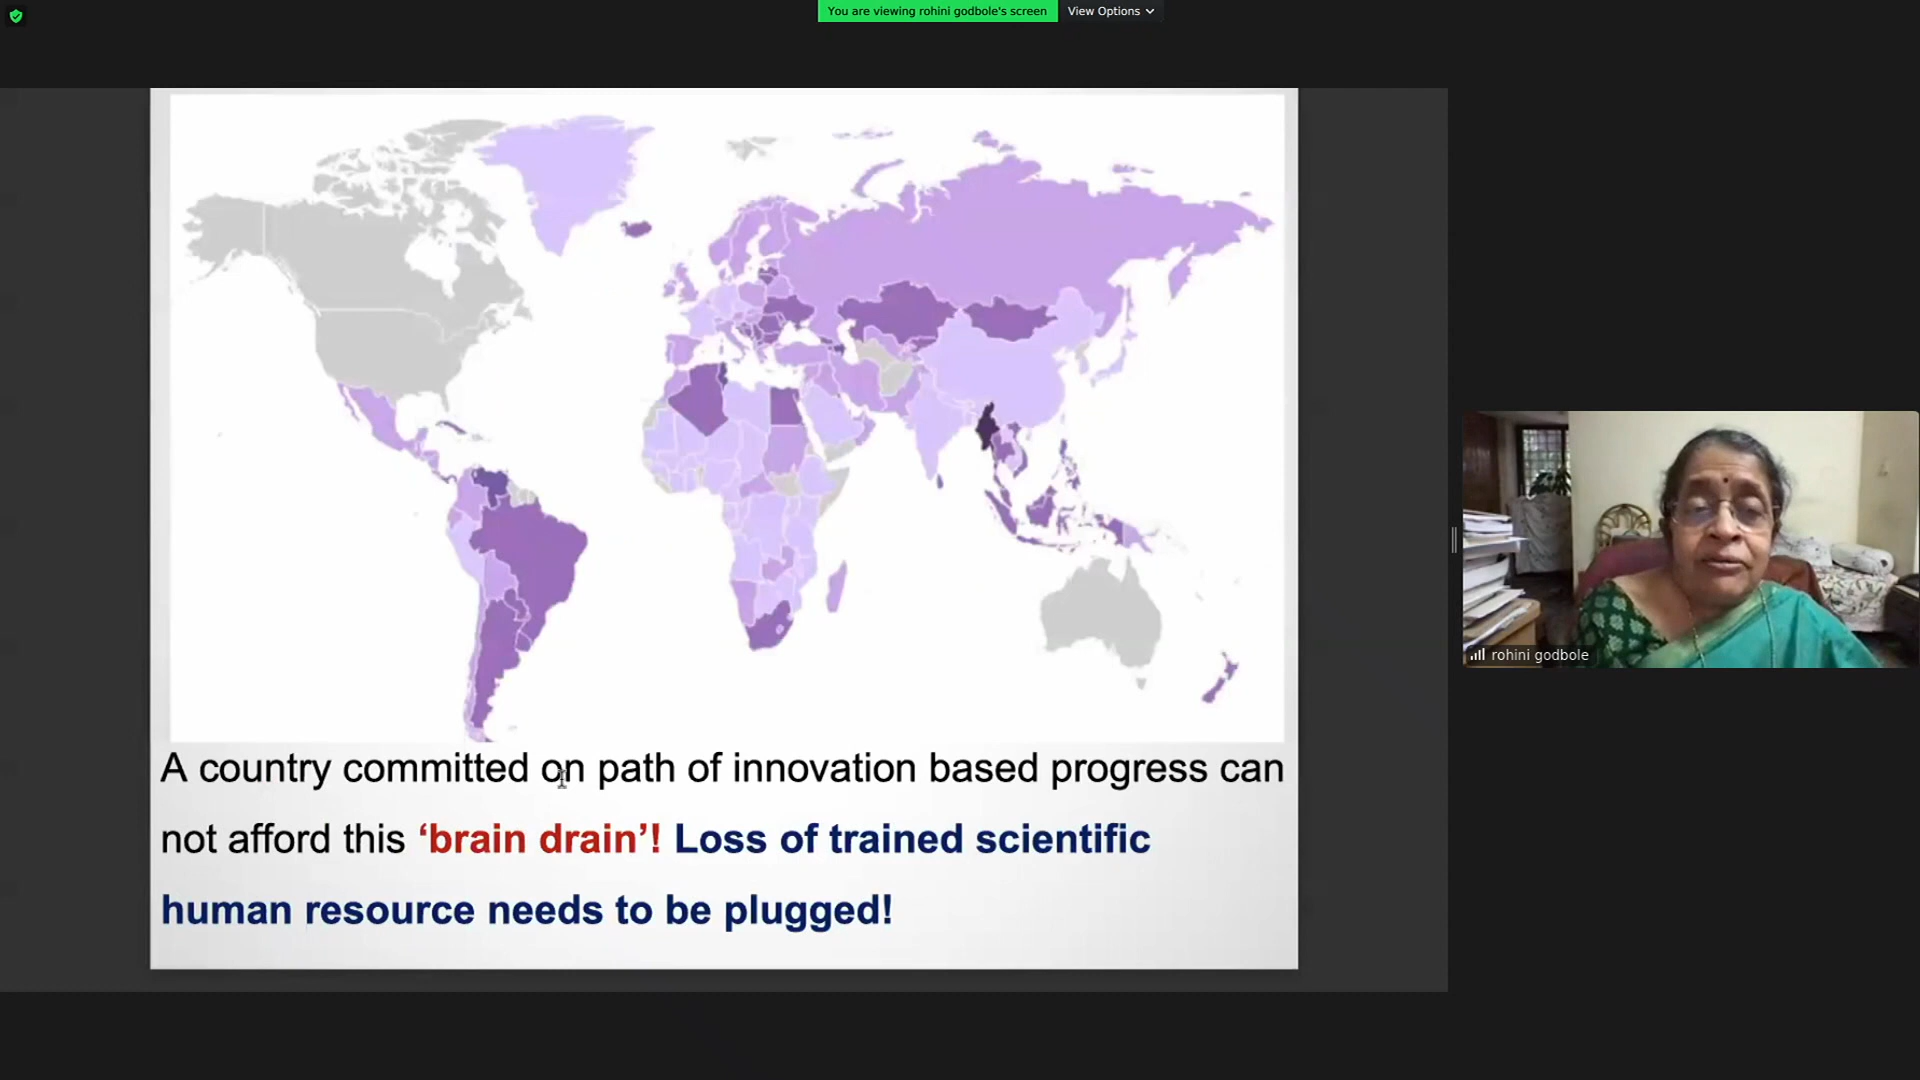 You are viewing rohini godbole's screen
View Options
A country committed on path of innovation based progress can
not afford this ‘brain drain’! Loss of trained scientific
human resource needs to be plugged!
rohini godbole